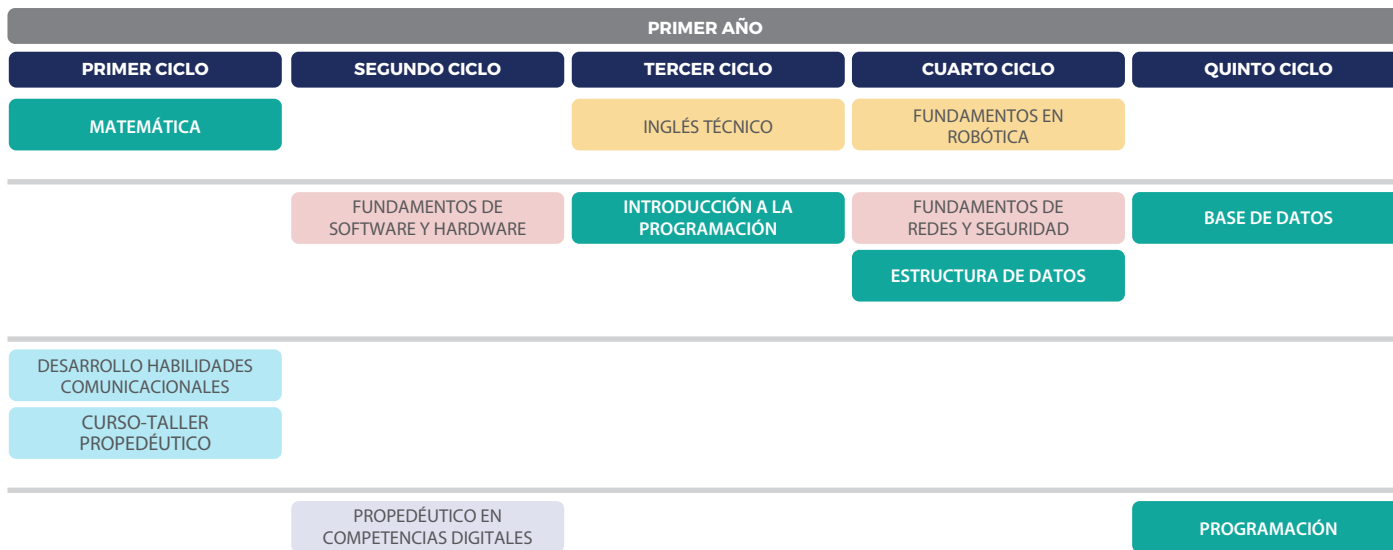 PRIMER AÑO
PRIMER CICLO
SEGUNDO CICLO
TERCER CICLO
CUARTO CICLO
QUINTO CICLO
MATEMÁTICA
INGLÉS TÉCNICO
FUNDAMENTOS EN
ROBÓTICA
FUNDAMENTOS DE
SOFTWARE Y HARDWARE
INTRODUCCIÓN A LA
PROGRAMACIÓN
FUNDAMENTOS DE
REDES Y SEGURIDAD
BASE DE DATOS
ESTRUCTURA DE DATOS
DESARROLLO HABILIDADES
COMUNICACIONALES
CURSO-TALLER
PROPEDÉUTICO
PROPEDÉUTICO EN
COMPETENCIAS DIGITALES
PROGRAMACIÓN